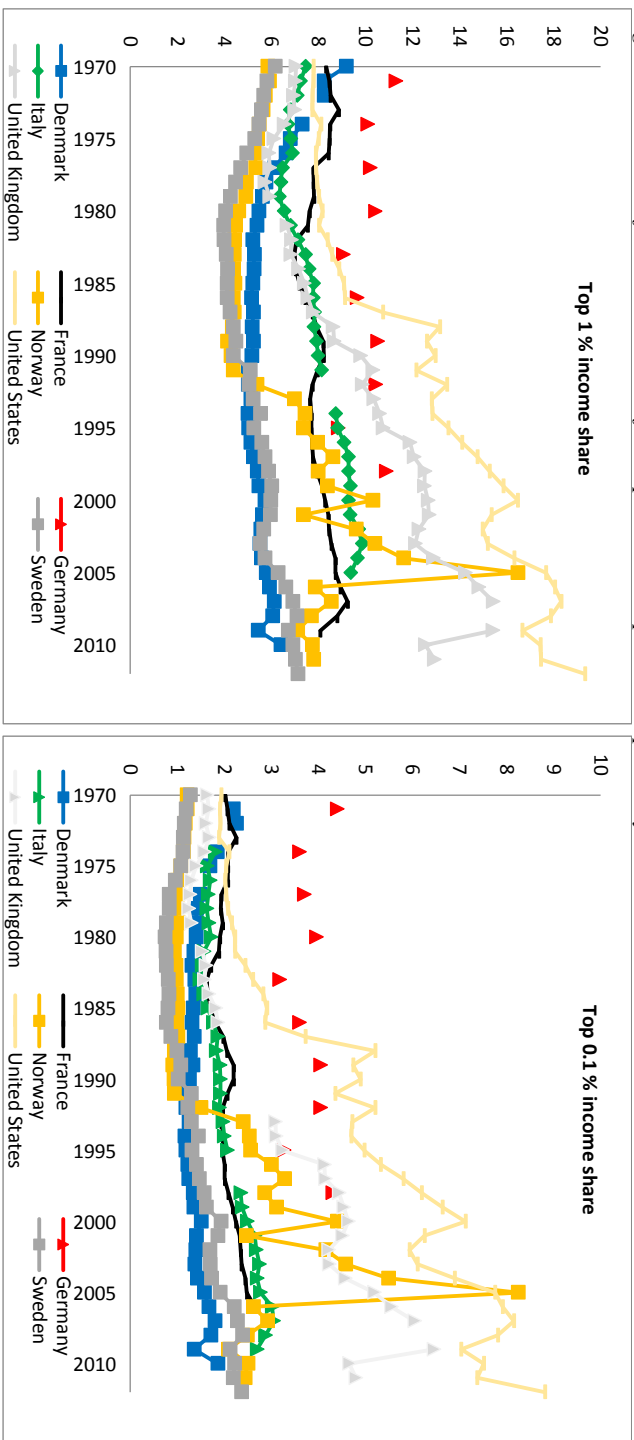 Top 1 % income share
20
18
16
14
12
10
8
6
4
2
0
1970 1975 1980 1985 1990 1995 2000 2005 2010
Denmark France Germany
Italy Norway Sweden
United Kingdom United States
Top 0.1 % income share
10
9
8
7
6
5
4
3
2
1
0
1970 1975 1980 1985 1990 1995 2000 2005 2010
Denmark France Germany
Italy Norway Sweden
United Kingdom United States